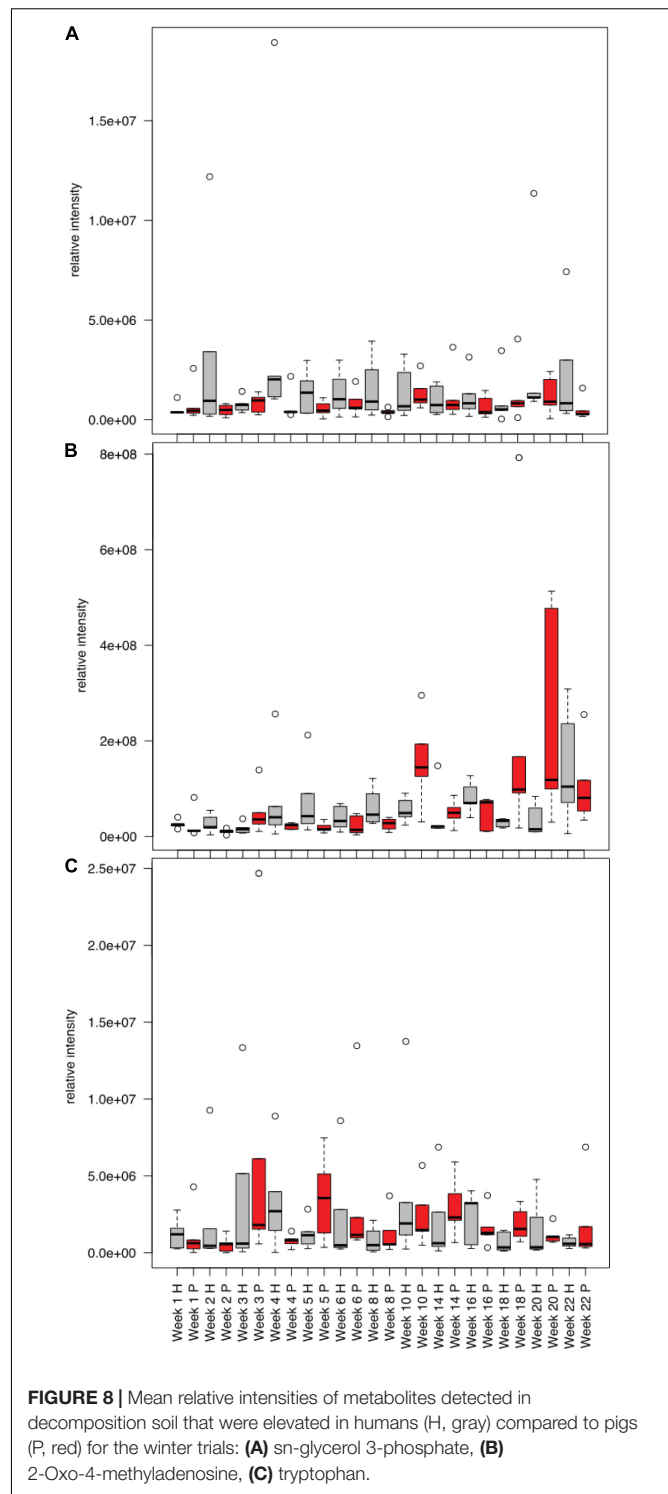 A
relative intensity
1.5e+07
1.0e+07
5.0e+06
0.0e+00
B
relative intensity
8e+08
6e+08
4e+08
2e+08
0e+00
C
relative intensity
2.5e+07
2.0e+07
1.5e+07
1.0e+07
5.0e+06
0.0e+00
Week 1 H
Week 1 P
Week 2 H
Week 2 P
Week 3 H
Week 3 P
Week 4 H
Week 4 P
Week 5 H
Week 5 P
Week 6 H
Week 6 P
Week 8 H
Week 8 P
Week 10 H
Week 10 P
Week 14 H
Week 14 P
Week 16 H
Week 16 P
Week 18 H
Week 18 P
Week 20 H
Week 20 P
Week 22 H
Week 22 P
FIGURE 8 | Mean relative intensities of metabolites detected in
decomposition soil that were elevated in humans (H, gray) compared to pigs
(P, red) for the winter trials: (A) sn-glycerol 3-phosphate, (B)
2-Oxo-4-methyladenosine, (C) tryptophan.